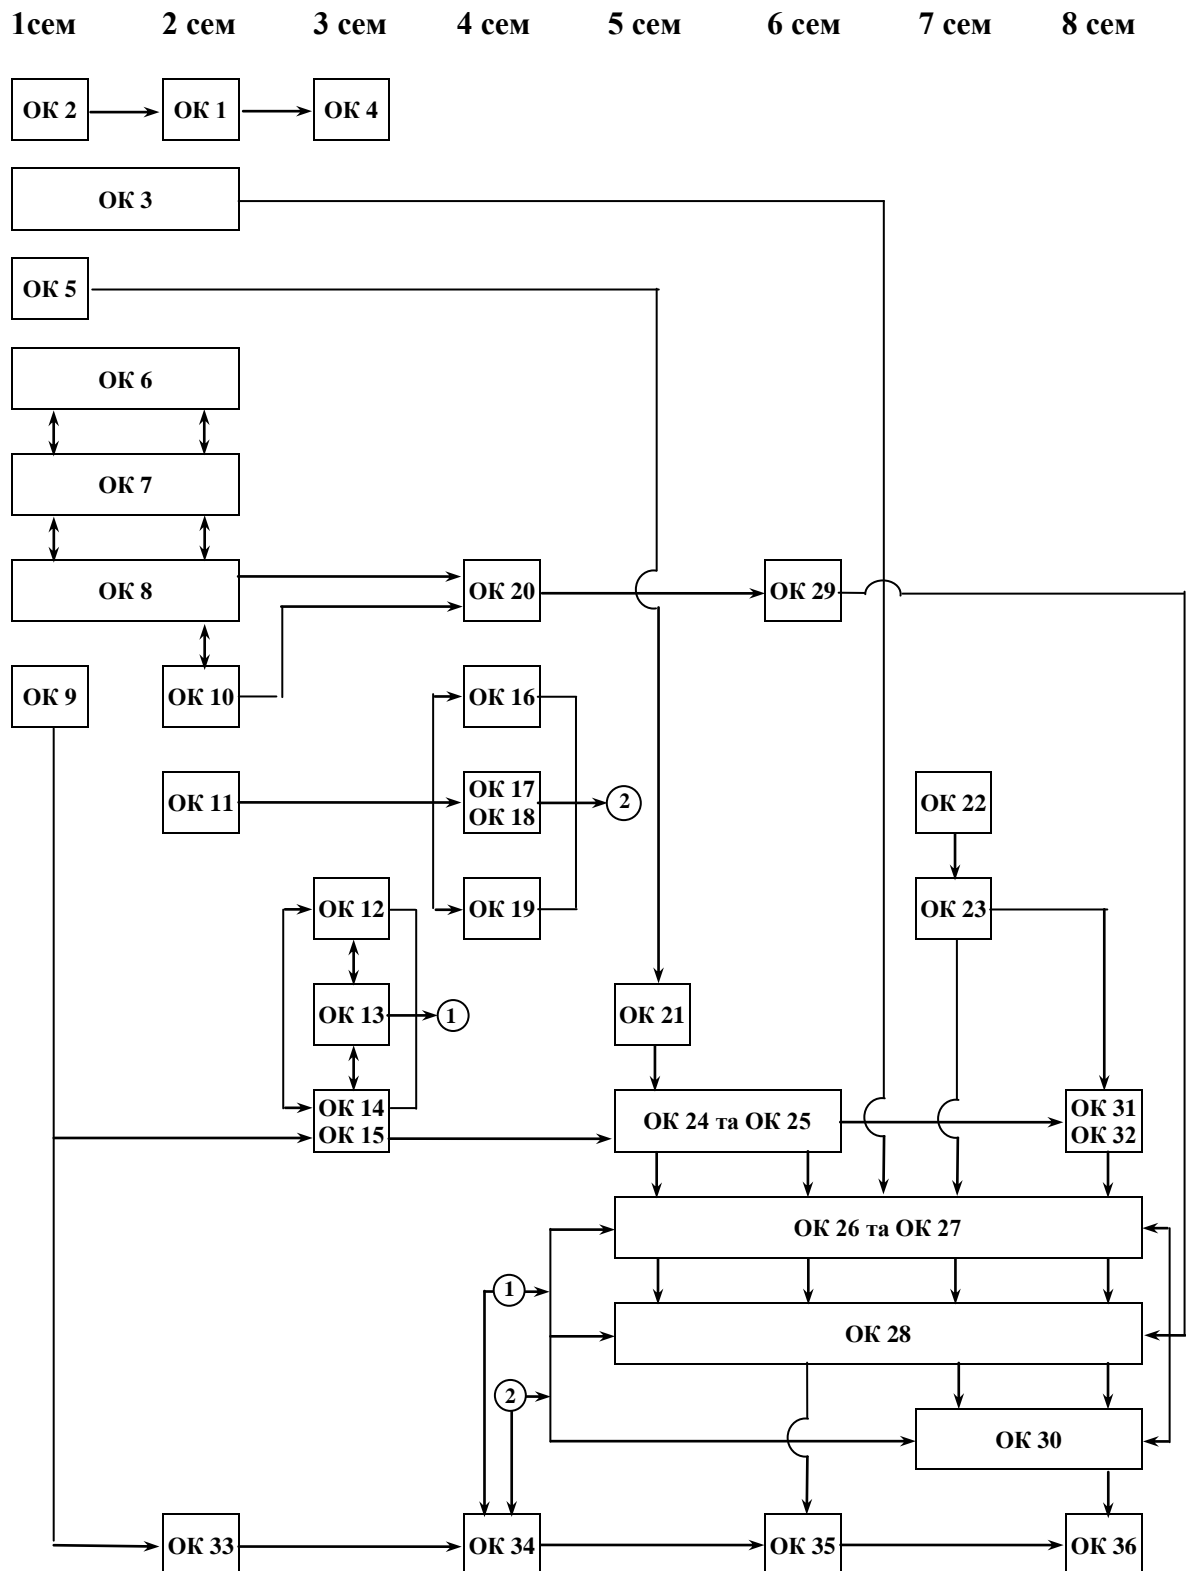 1сем 2 сем 3 сем 4 сем 5 сем 6 сем 7 сем 8 сем
ОК 2 ОК 1 ОК 4
ОК 3
ОК 5
ОК 6
ОК 7
ОК 8 ОК 20 ОК 29
ОК 9 ОК 10 ОК 16
ОК 11 ОК 17 2 ОК 22
ОК 18
ОК 12 ОК 19 ОК 23
ОК 13 1 ОК 21
ОК 14 ОК 24 та ОК 25 ОК 31
ОК 15 ОК 32
ОК 26 та ОК 27
1
ОК 28
2
ОК 30
ОК 33 ОК 34 ОК 35 ОК 36